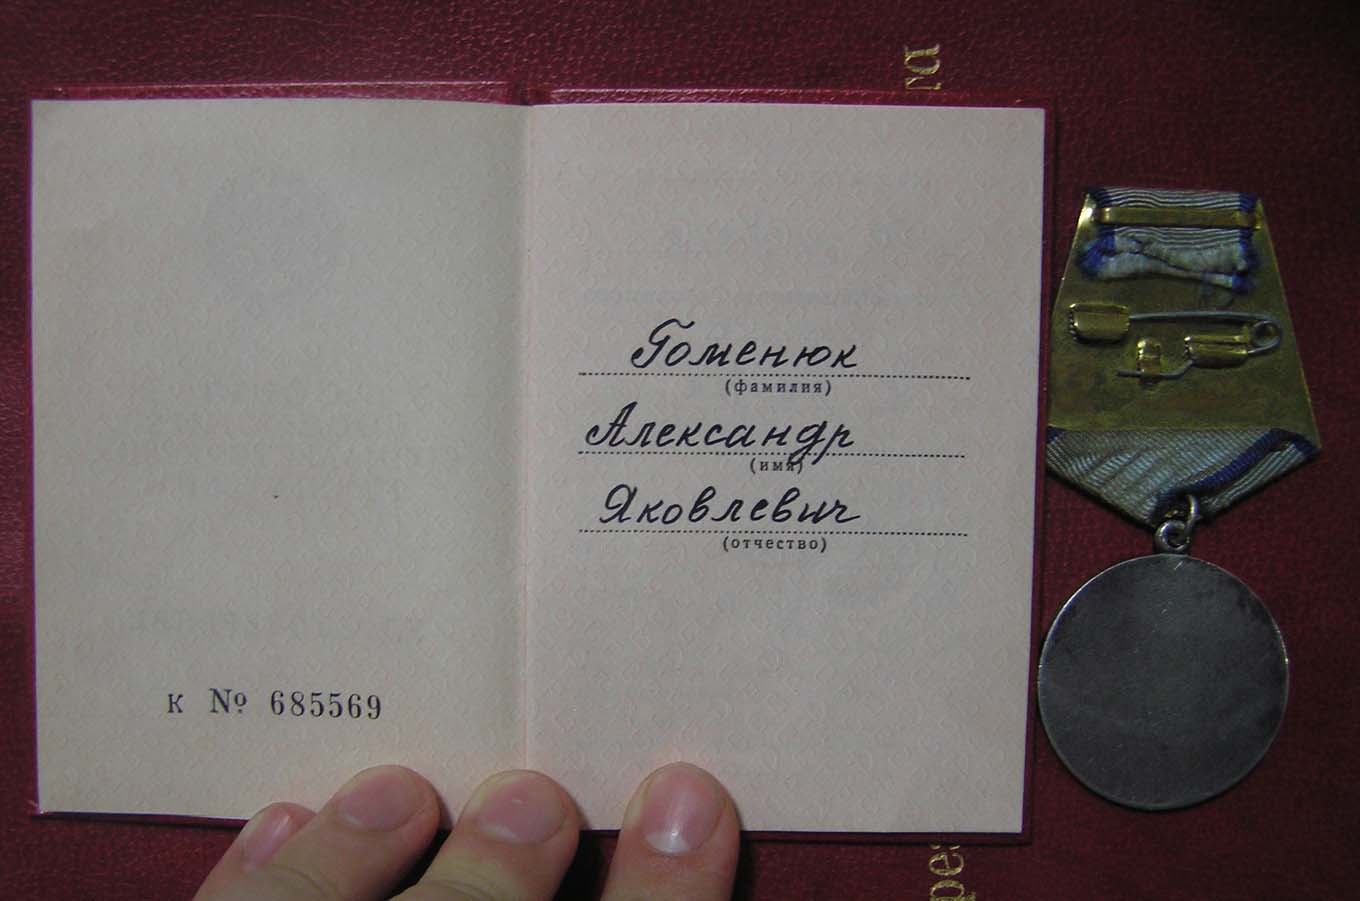 к № 685569
Гоменюк
(фамилия)
Александр
(имя)
Яковлевич
(отчество)